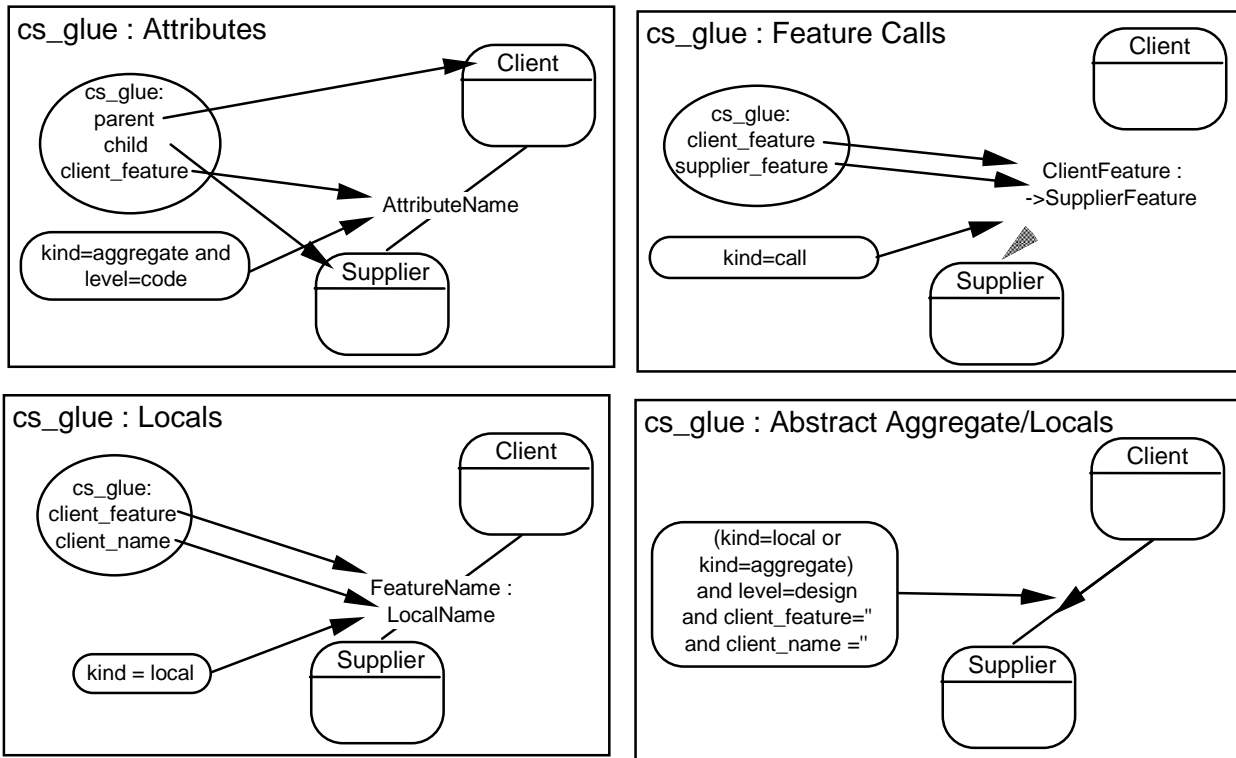 cs_glue : Attributes
Client
cs_glue:
parent
child
client_feature
AttributeName
kind=aggregate and
level=code
Supplier
cs_glue : Feature Calls
Client
cs_glue:
client_feature
supplier_feature
ClientFeature :
->SupplierFeature
kind=call
Supplier
cs_glue : Locals
Client
cs_glue:
client_feature
client_name
FeatureName :
LocalName
kind = local
Supplier
cs_glue : Abstract Aggregate/Locals
Client
(kind=local or
kind=aggregate)
and level=design
and client_feature=''
and client_name =''
Supplier